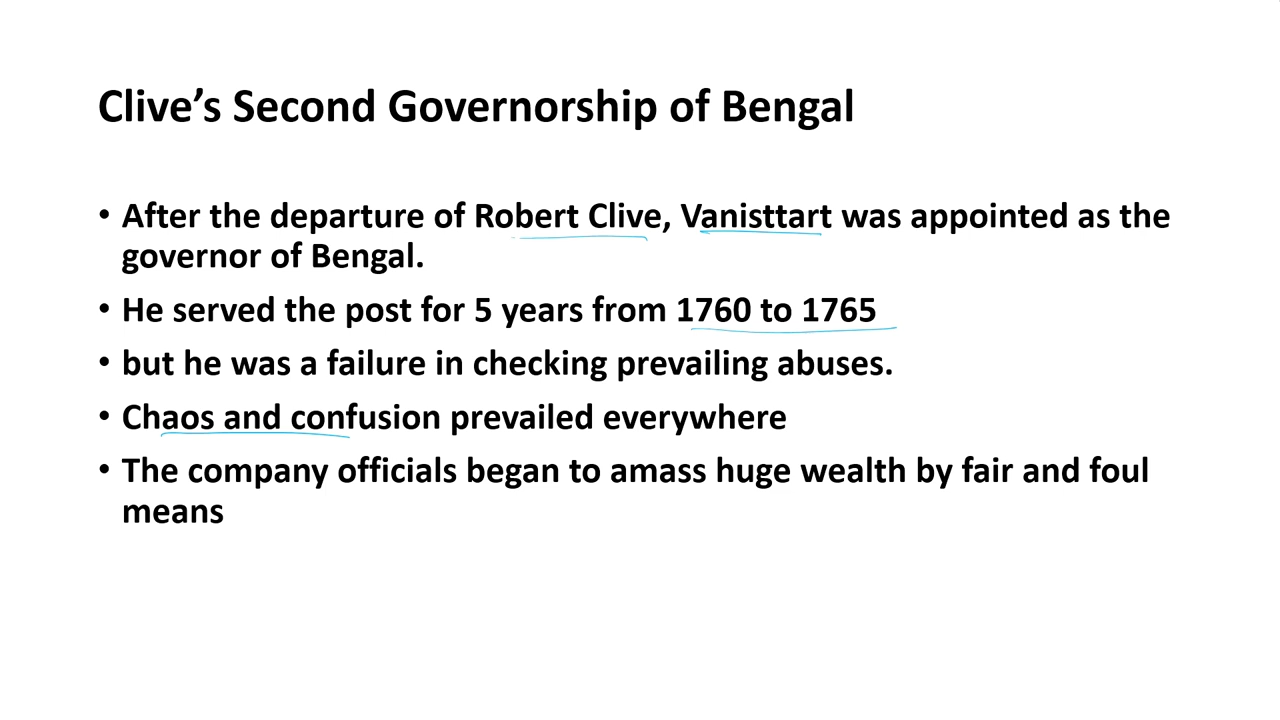 Clive’s Second Governorship of Bengal
• After the departure of Robert Clive, Vanisttart was appointed as the
governor of Bengal.
• He served the post for 5 years from 1760 to 1765
• but he was a failure in checking prevailing abuses.
• Chaos and confusion prevailed everywhere
• The company officials began to amass huge wealth by fair and foul
means